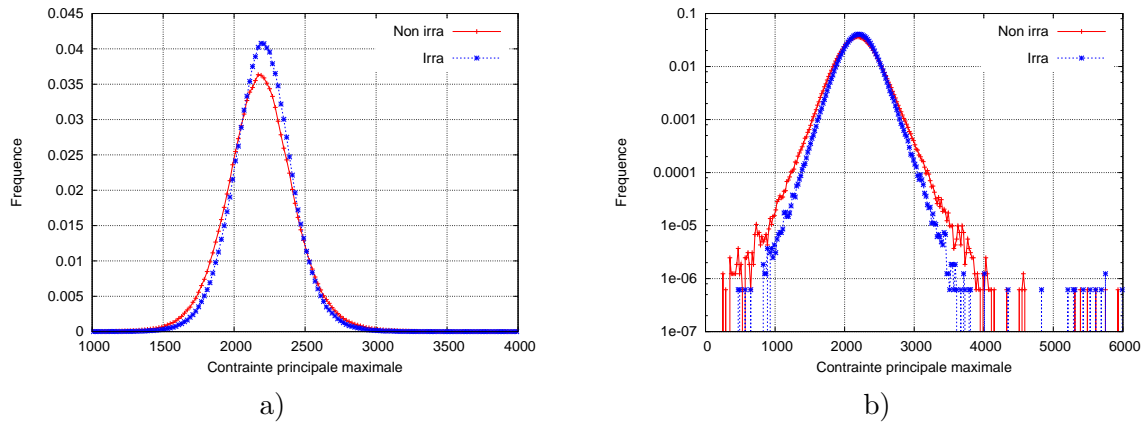 0.045
0.04
0.035
0.03
0.025
0.02
0.015
0.01
0.005
0
Frequence
Non irra
Irra
1000 1500 2000 2500 3000 3500 4000
Contrainte principale maximale
a)
0.1
0.01
0.001
0.0001
1e-05
1e-06
1e-07
Frequence
Non irra
Irra
0 1000 2000 3000 4000 5000 6000
Contrainte principale maximale
b)